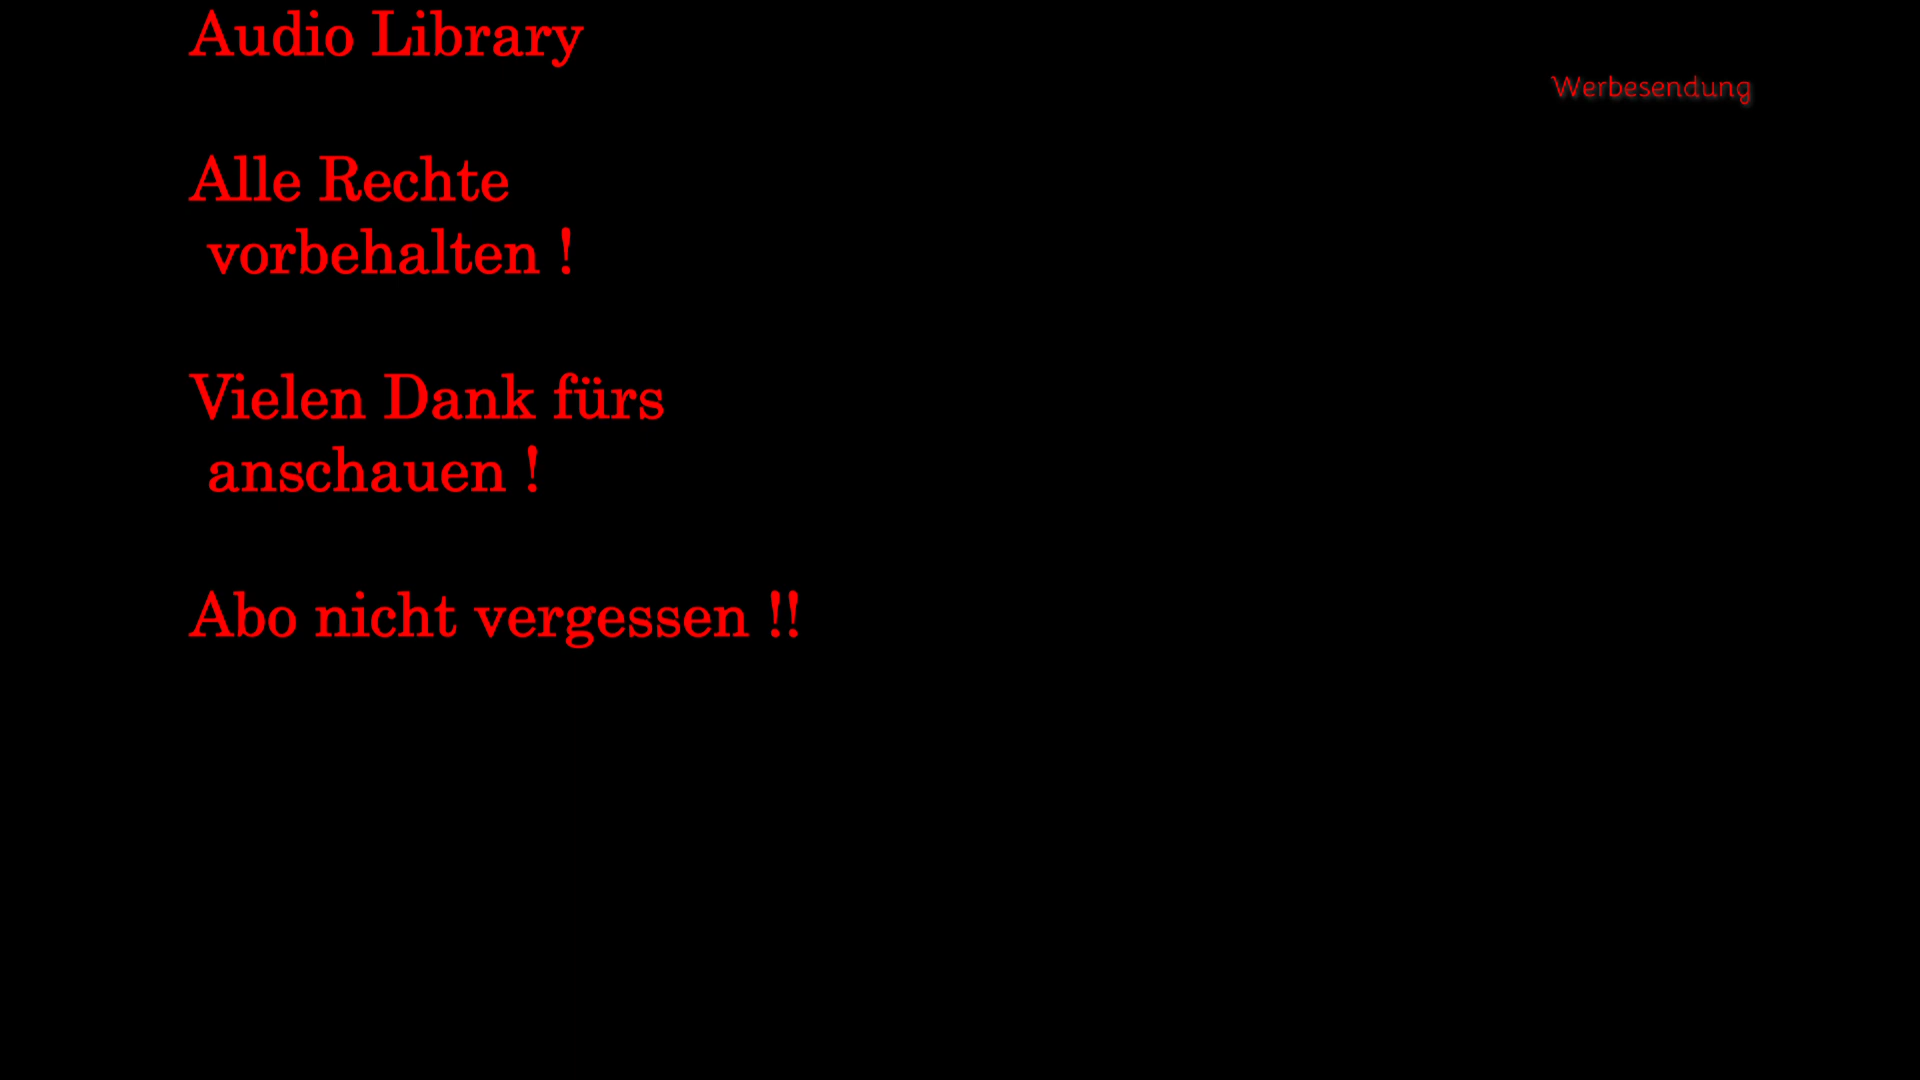 Audio Library
Werbesendung
Alle Rechte
vorbehalten !
Vielen Dank fürs
anschauen !
Abo nicht vergessen !!